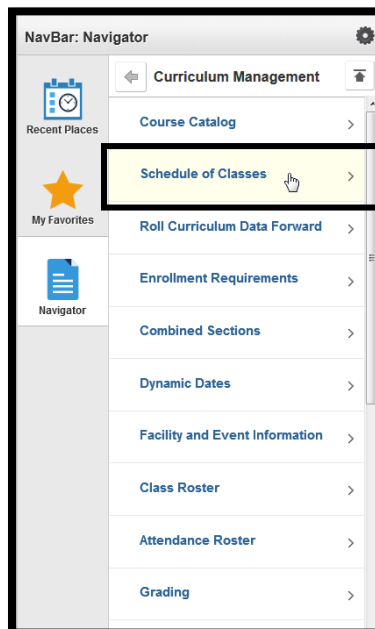 NavBar: Navigator
Recent Places
My Favorites
Navigator
Curriculum Management
Course Catalog
Schedule of Classes
Roll Curriculum Data Forward
Enrollment Requirements
Combined Sections
Dynamic Dates
Facility and Event Information
Class Roster
Attendance Roster
Grading